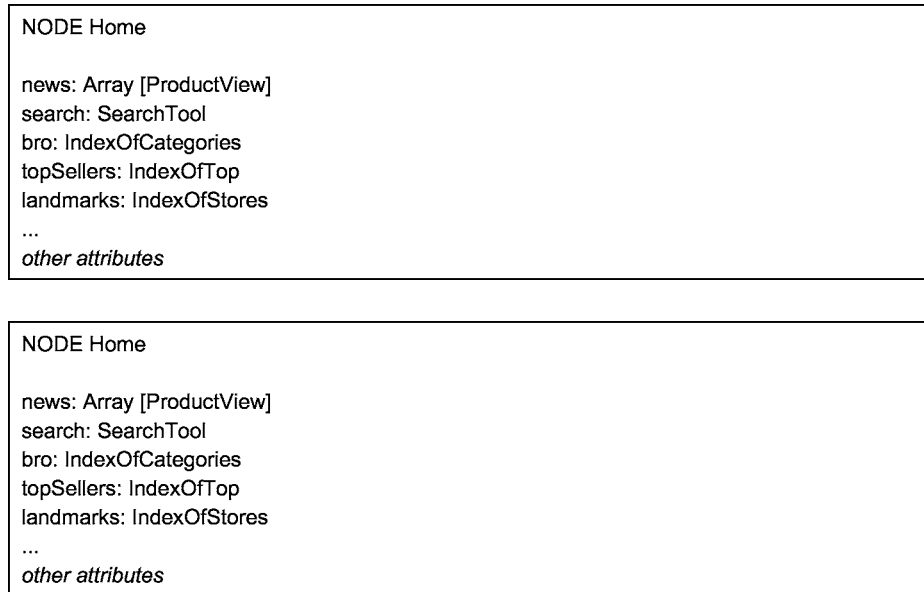 NODE Home
news: Array [ProductView]
search: SearchTool
bro: IndexOfCategories
topSellers: IndexOfTop
landmarks: IndexOfStores
...
other attributes
NODE Home
news: Array [ProductView]
search: SearchTool
bro: IndexOfCategories
topSellers: IndexOfTop
landmarks: IndexOfStores
...
other attributes